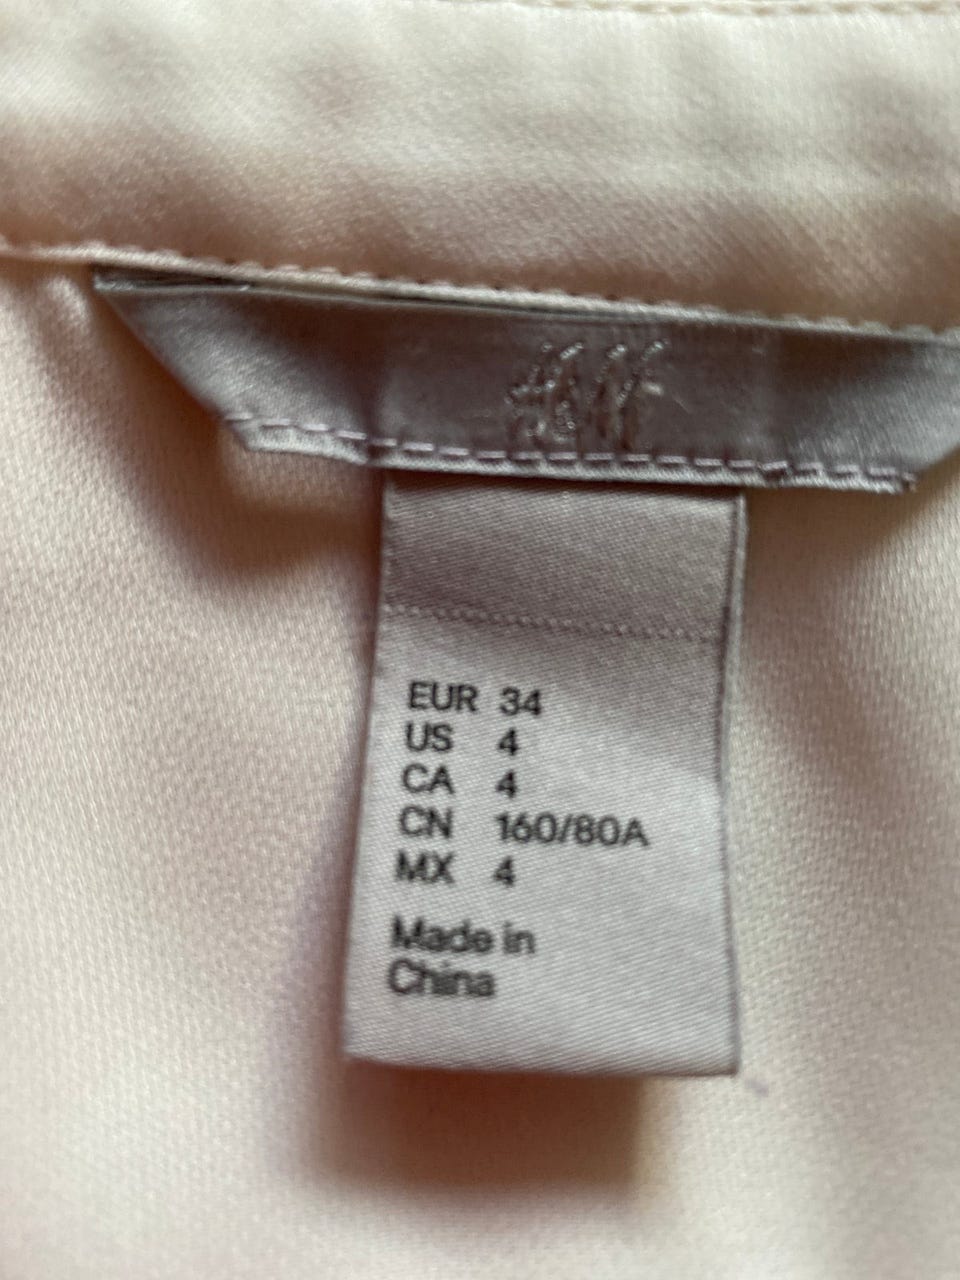 H&M
EUR 34
US 4
CA 4
CN 160/80A
MX 4
Made in
China